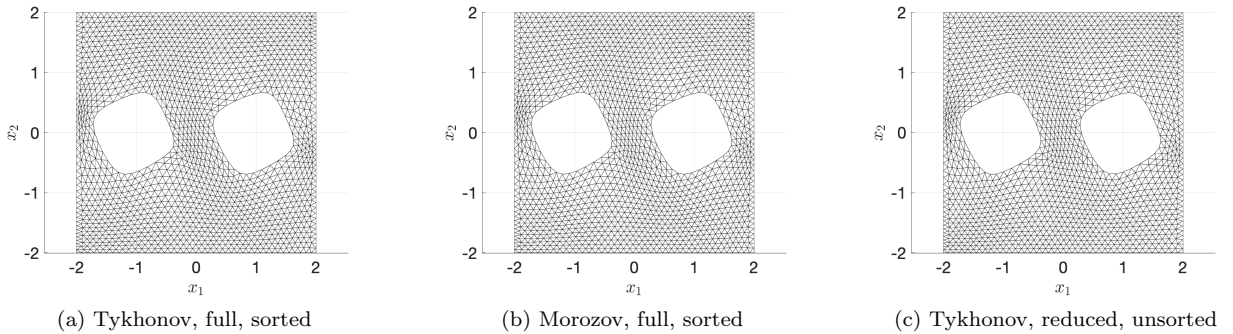 2
1
0
-1
-2
x₂
-2 -1 0 1 2
x₁
(a) Tykhonov, full, sorted
2
1
0
-1
-2
x₂
-2 -1 0 1 2
x₁
(b) Morozov, full, sorted
2
1
0
-1
-2
x₂
-2 -1 0 1 2
x₁
(c) Tykhonov, reduced, unsorted